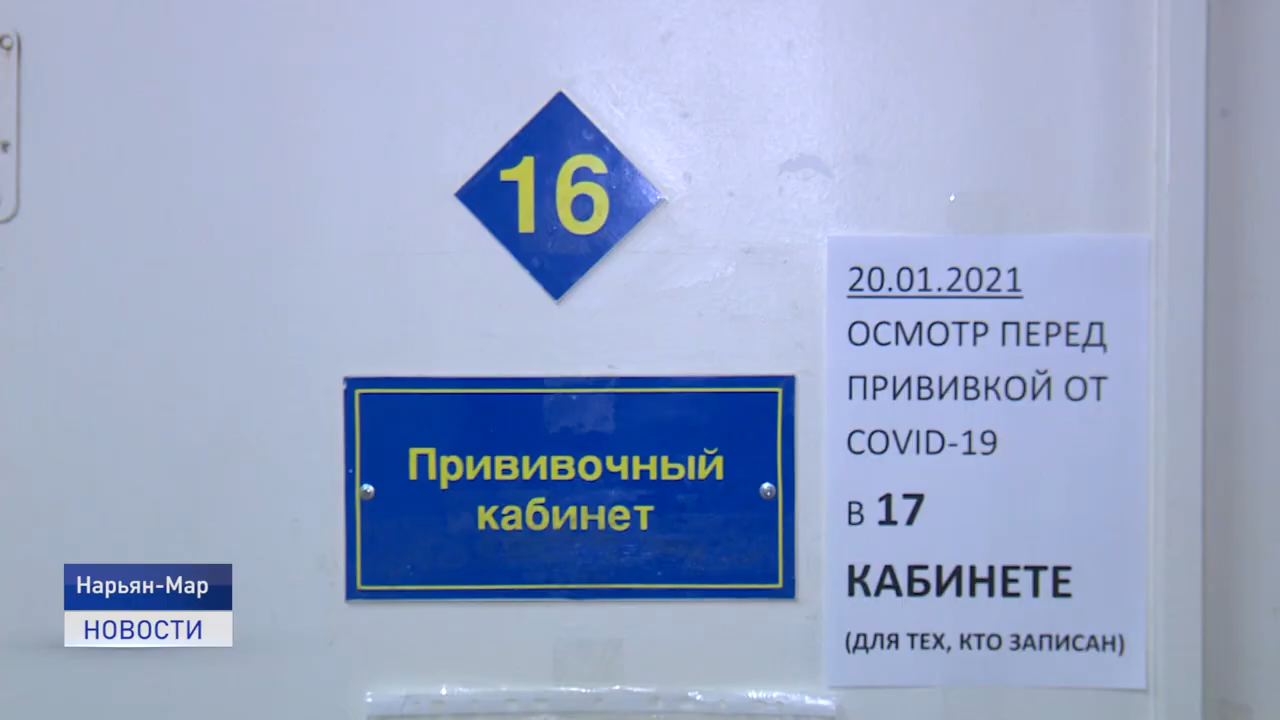 16
Прививочный
кабинет
20.01.2021
ОСМОТР ПЕРЕД
ПРИВИВКОЙ ОТ
COVID-19
В 17
КАБИНЕТЕ
(ДЛЯ ТЕХ, КТО ЗАПИСАН)
Нарьян-Мар
НОВОСТИ